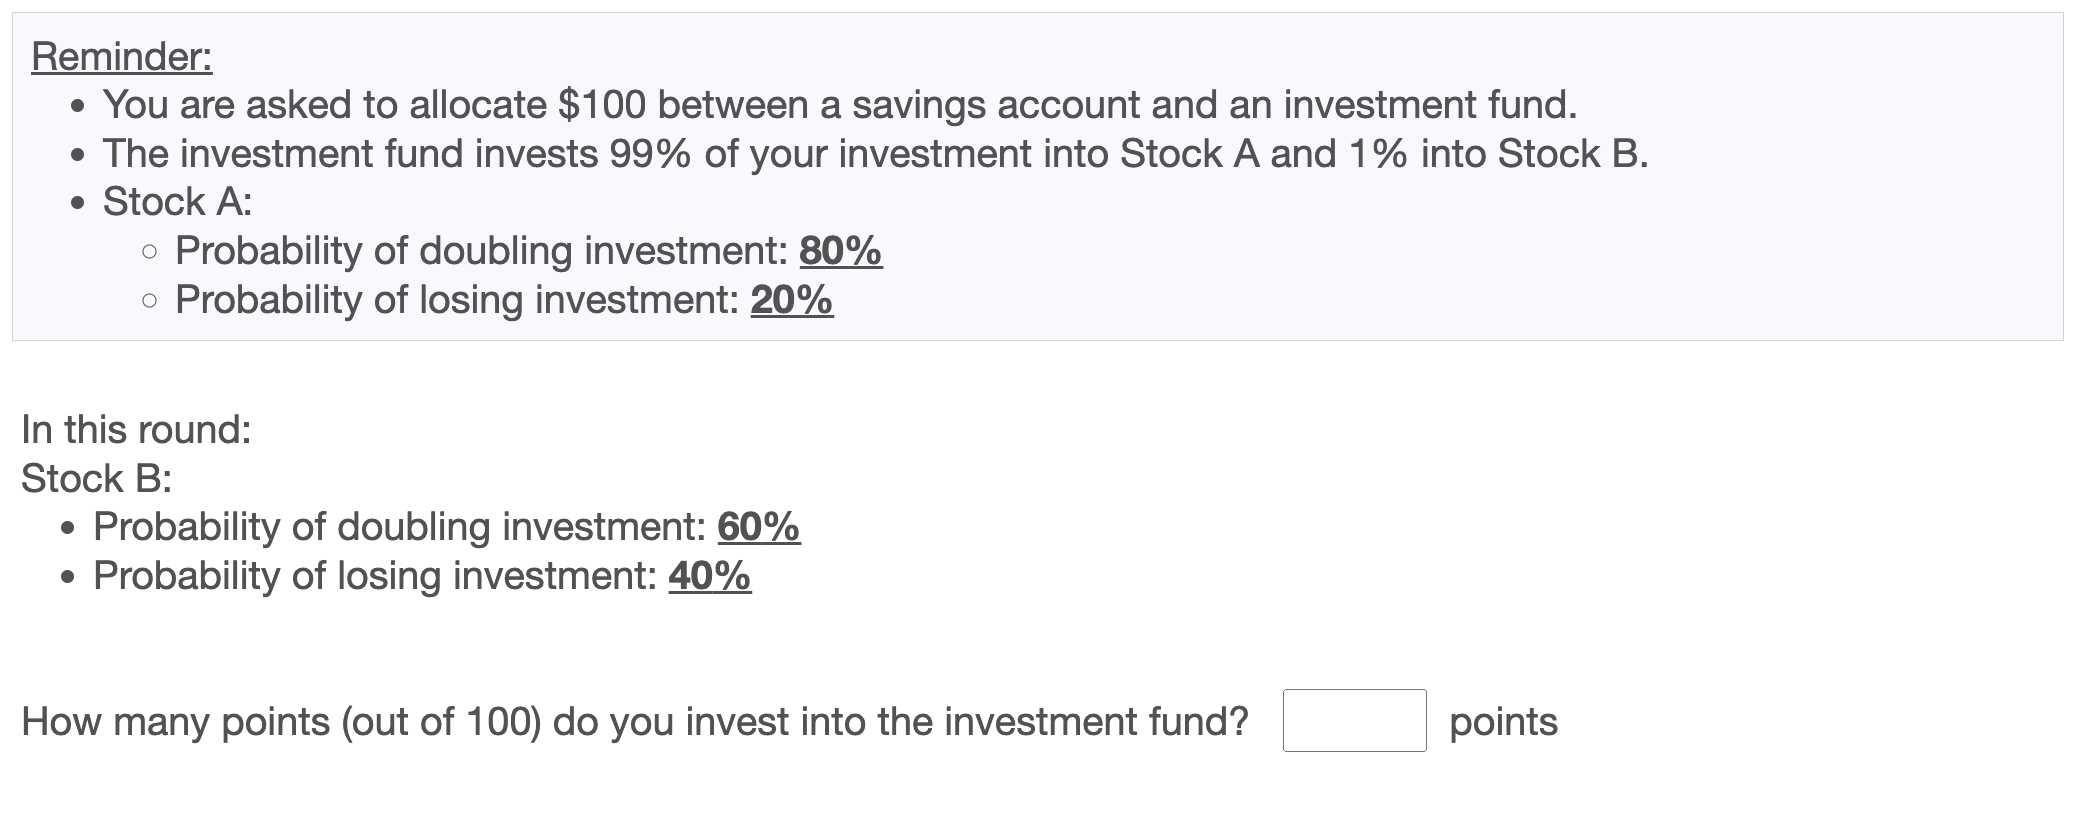 Reminder:
• You are asked to allocate $100 between a savings account and an investment fund.
• The investment fund invests 99% of your investment into Stock A and 1% into Stock B.
• Stock A:
○ Probability of doubling investment: 80%
○ Probability of losing investment: 20%
In this round:
Stock B:
• Probability of doubling investment: 60%
• Probability of losing investment: 40%
How many points (out of 100) do you invest into the investment fund? points